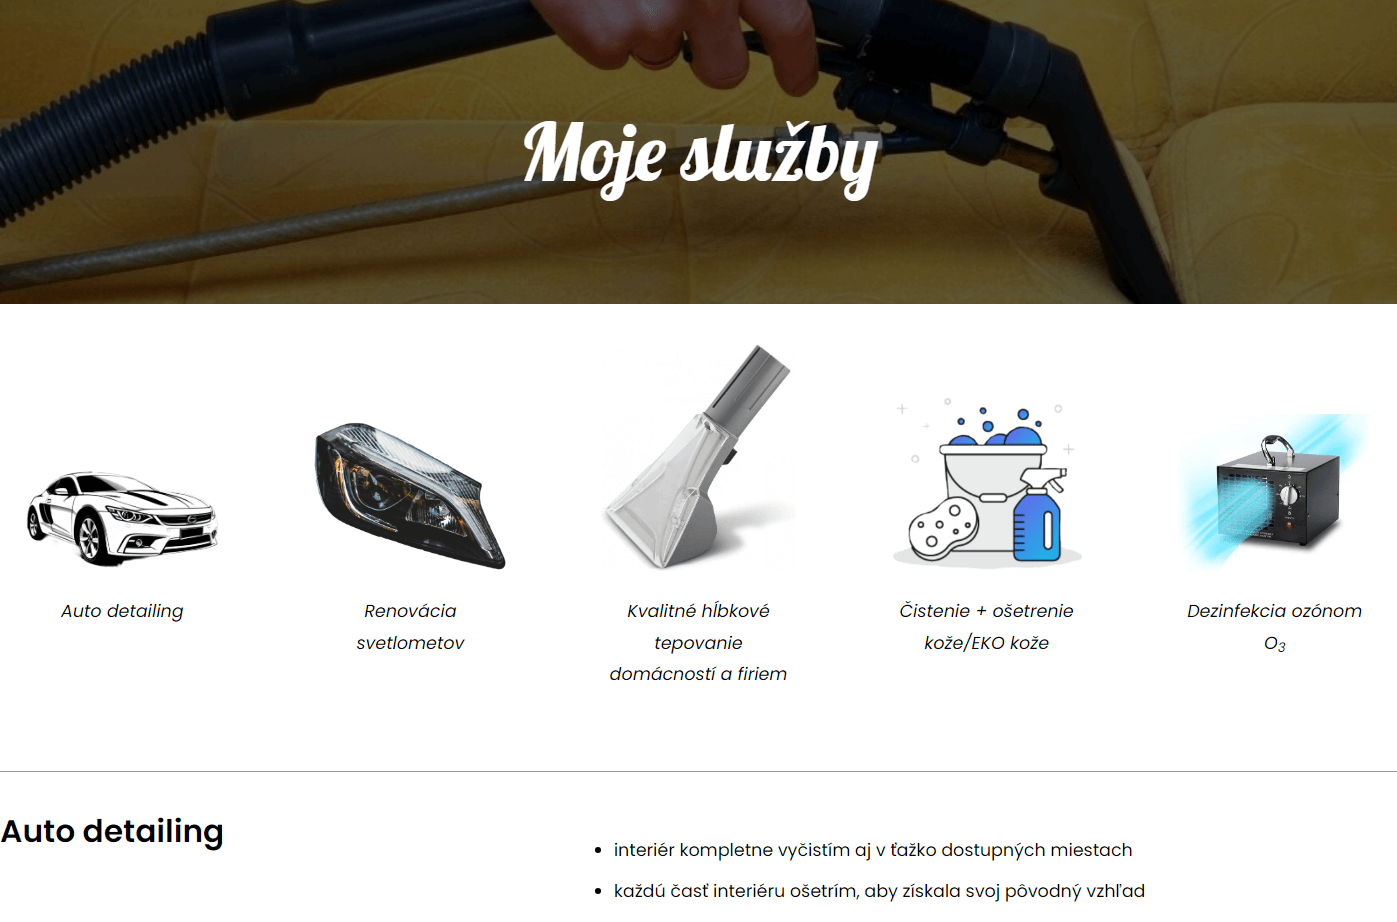 Moje služby
Auto detailing
Renovácia
svetlometov
Kvalitné hĺbkové
tepovanie
domácností a firiem
Čistenie + ošetrenie
kože/EKO kože
Dezinfekcia ozónom
O₃
Auto detailing
interiér kompletne vyčistím aj v ťažko dostupných miestach
každú časť interiéru ošetrím, aby získala svoj pôvodný vzhľad